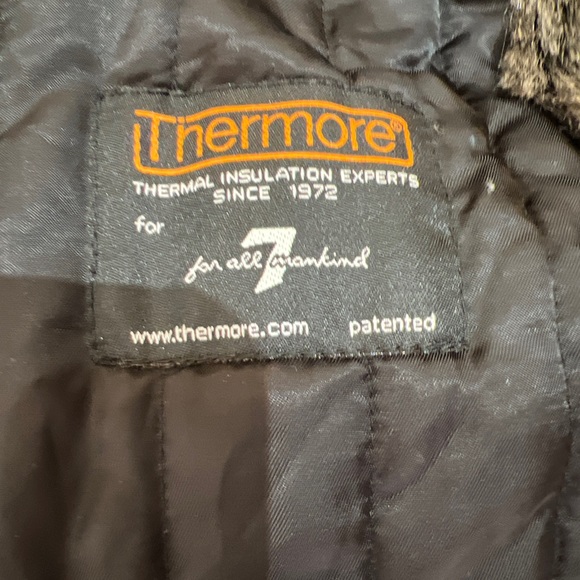 Thermore®
THERMAL INSULATION EXPERTS
SINCE 1972
for
7
for all mankind
www.thermore.com patented